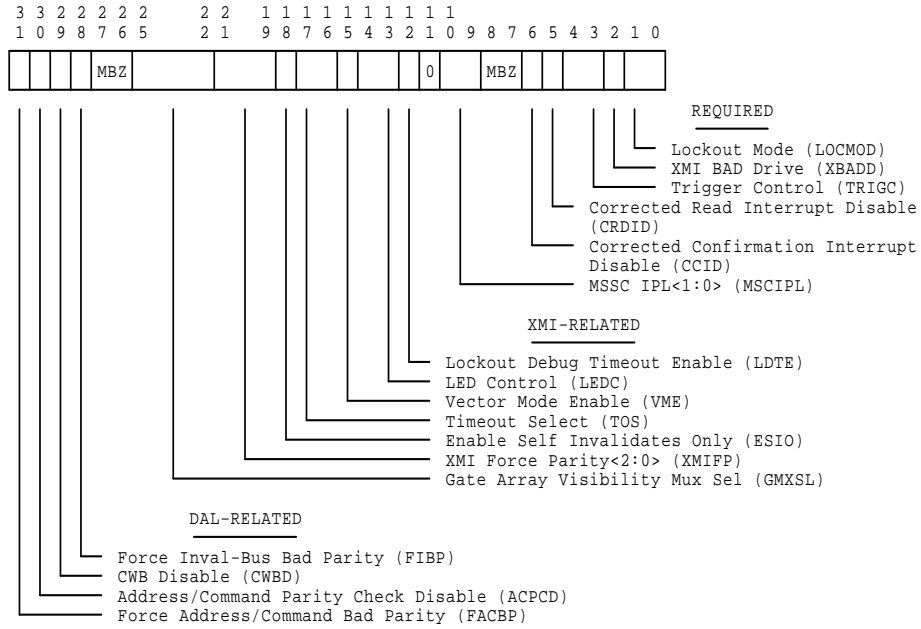 3 3 2 2 2 2 2 2 2 1 1 1 1 1 1 1 1 1 1
1 0 9 8 7 6 5 2 1 9 8 7 6 5 4 3 2 1 0 9 8 7 6 5 4 3 2 1 0
MBZ 0 MBZ
REQUIRED
Lockout Mode (LOCMOD)
XMI BAD Drive (XBADD)
Trigger Control (TRIGC)
Corrected Read Interrupt Disable
(CRDID)
Corrected Confirmation Interrupt
Disable (CCID)
MSSC IPL<1:0> (MSCIPL)
XMI-RELATED
Lockout Debug Timeout Enable (LDTE)
LED Control (LEDC)
Vector Mode Enable (VME)
Timeout Select (TOS)
Enable Self Invalidates Only (ESIO)
XMI Force Parity<2:0> (XMIFP)
Gate Array Visibility Mux Sel (GMXSL)
DAL-RELATED
Force Inval-Bus Bad Parity (FIBP)
CWB Disable (CWBD)
Address/Command Parity Check Disable (ACPCD)
Force Address/Command Bad Parity (FACBP)